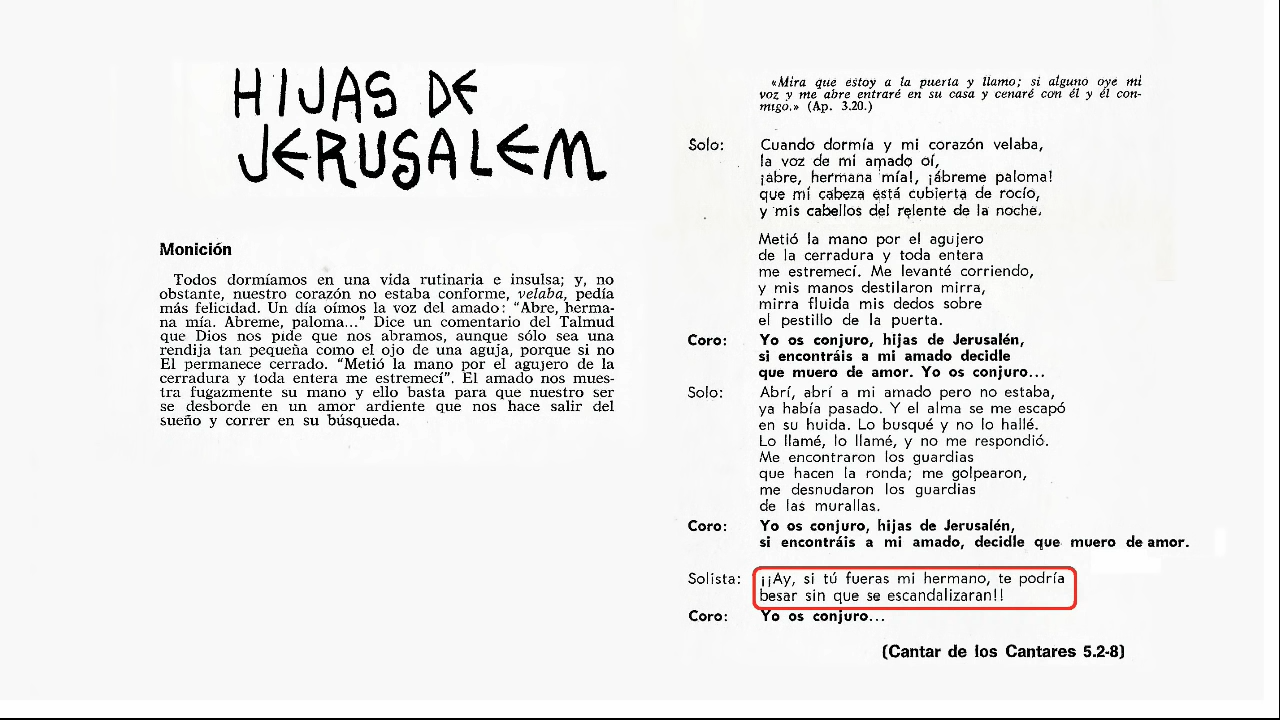 HIJAS DE
JERUSALEM
Monición
Todos dormíamos en una vida rutinaria e insulsa; y, no
obstante, nuestro corazón no estaba conforme, velaba, pedía
más felicidad. Un día oímos la voz del amado: "Abre, herma-
na mía. Abreme, paloma..." Dice un comentario del Talmud
que Dios nos pide que nos abramos, aunque sólo sea una
rendija tan pequeña como el ojo de una aguja, porque si no
El permanece cerrado. "Metió la mano por el agujero de la
cerradura y toda entera me estremecí". El amado nos mues-
tra fugazmente su mano y ello basta para que nuestro ser
se desborde en un amor ardiente que nos hace salir del
sueño y correr en su búsqueda.
«Mira que estoy a la puerta y llamo; si alguno oye mi
voz y me abre entraré en su casa y cenaré con él y él con-
migo.» (Ap. 3.20.)
Solo: Cuando dormía y mi corazón velaba,
la voz de mi amado oí,
¡abre, hermana mía!, ¡ábreme paloma!
que mi cabeza está cubierta de rocío,
y mis cabellos del relente de la noche.
Metió la mano por el agujero
de la cerradura y toda entera
me estremecí. Me levanté corriendo,
y mis manos destilaron mirra,
mirra fluida mis dedos sobre
el pestillo de la puerta.
Coro: Yo os conjuro, hijas de Jerusalén,
si encontráis a mi amado decidle
que muero de amor. Yo os conjuro...
Solo: Abrí, abrí a mi amado pero no estaba,
ya había pasado. Y el alma se me escapó
en su huida. Lo busqué y no lo hallé.
Lo llamé, lo llamé, y no me respondió.
Me encontraron los guardias
que hacen la ronda; me golpearon,
me desnudaron los guardias
de las murallas.
Coro: Yo os conjuro, hijas de Jerusalén,
si encontráis a mi amado, decidle que muero de amor.
Solista: ¡¡Ay, si tú fueras mi hermano, te podría
besar sin que se escandalizaran!!
Coro: Yo os conjuro...
(Cantar de los Cantares 5.2-8)